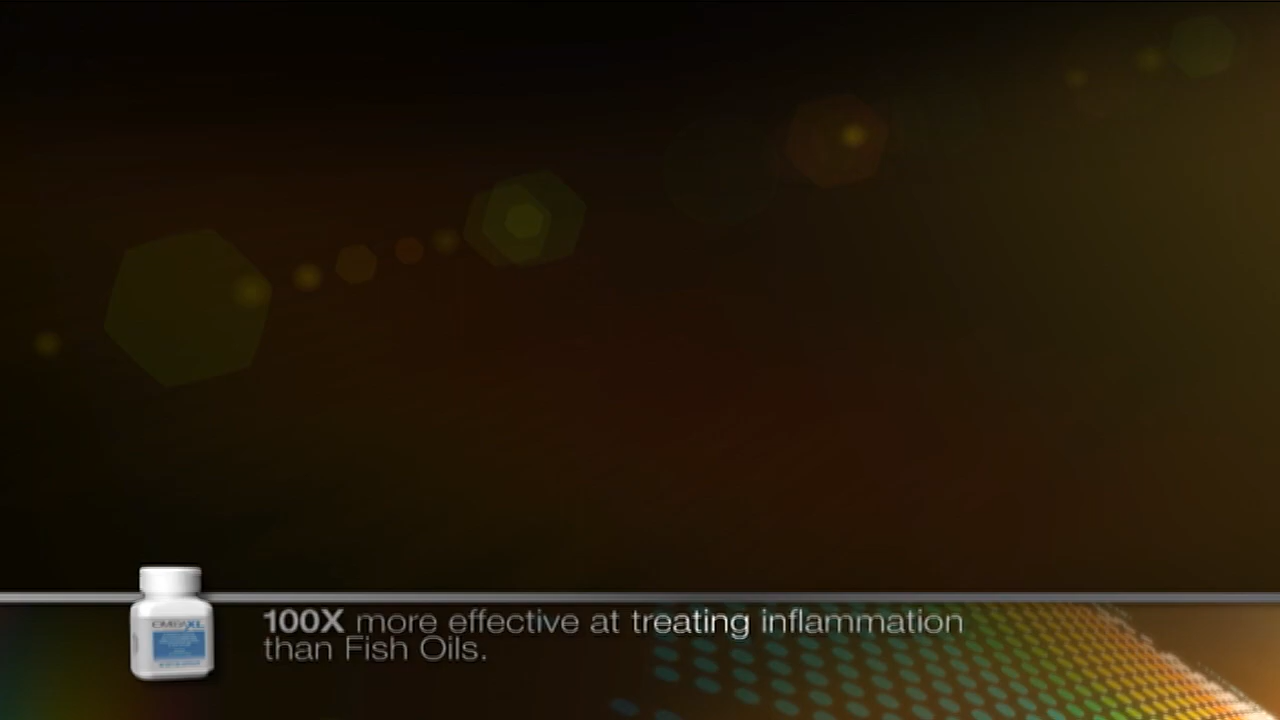 100X more effective at treating inflammation
than Fish Oils.